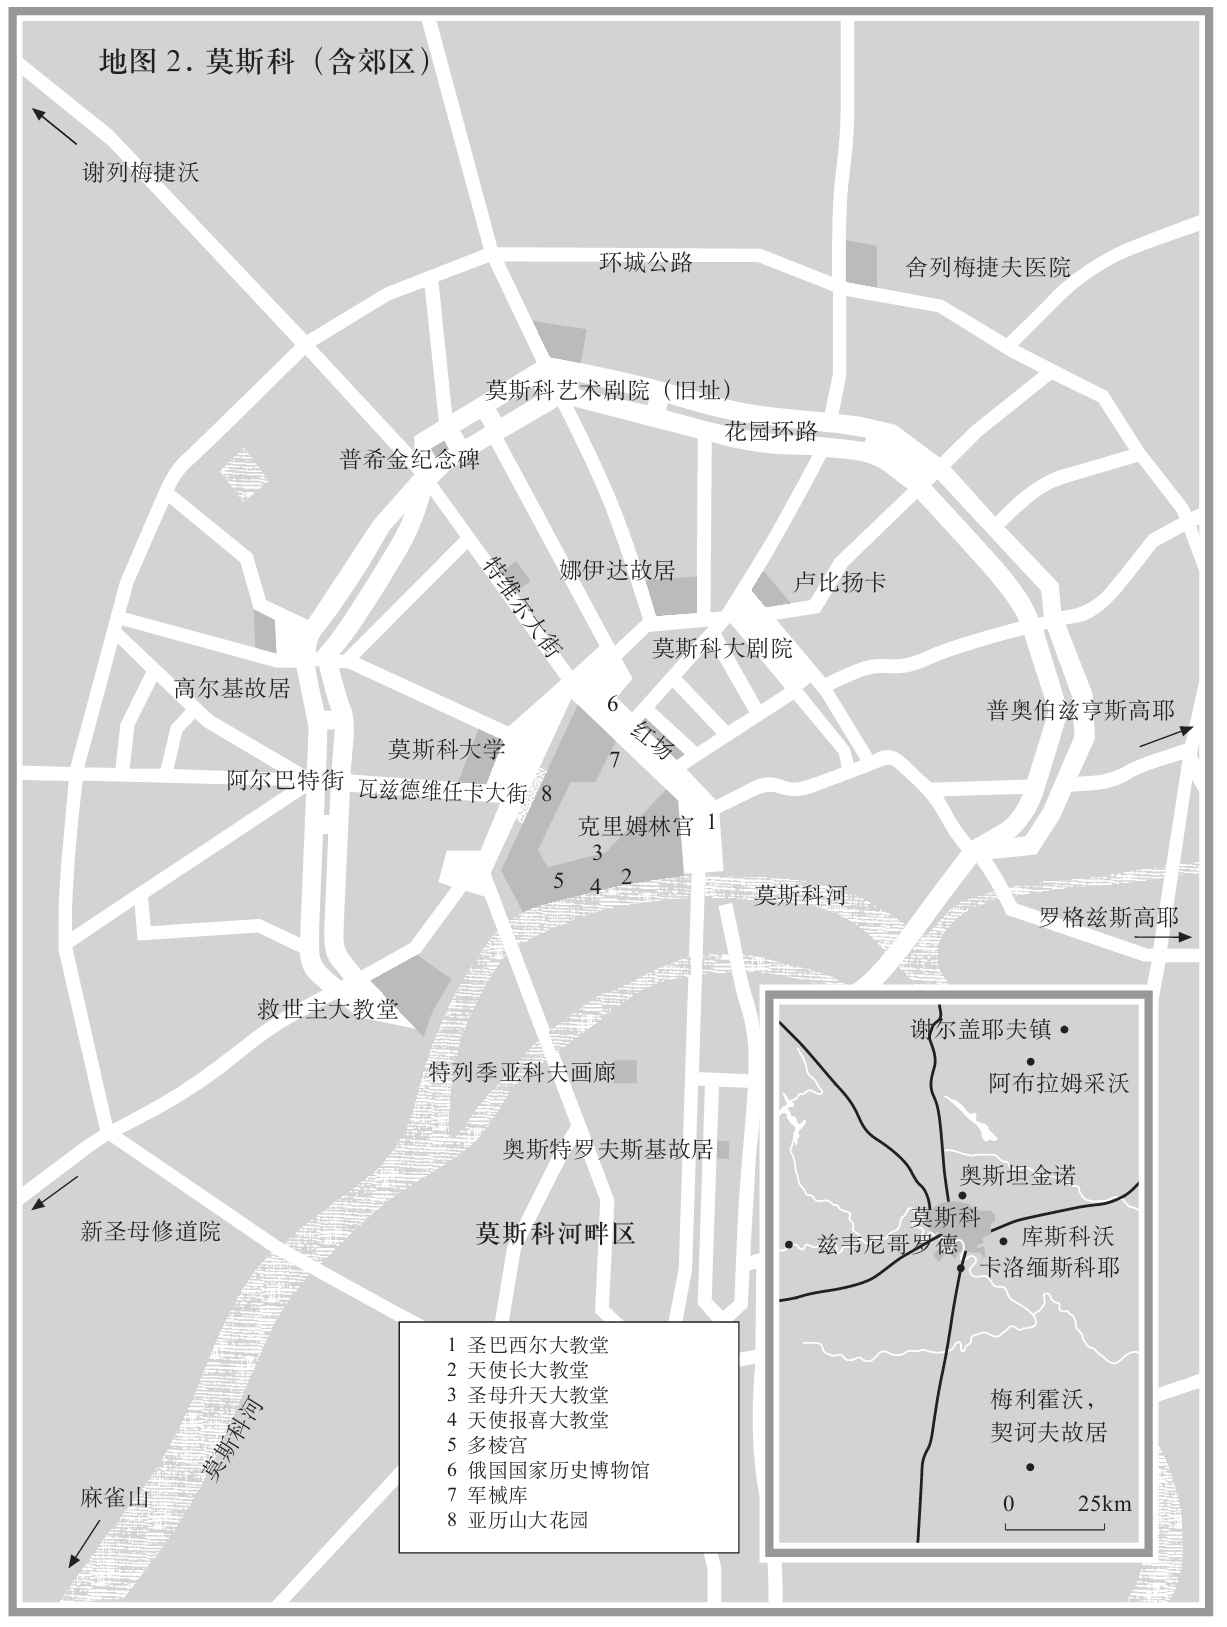 地图 2. 莫斯科（含郊区）
谢列梅捷沃
环城公路
舍列梅捷夫医院
莫斯科艺术剧院（旧址）
花园环路
普希金纪念碑
特维尔大街
娜伊达故居
卢比扬卡
莫斯科大剧院
高尔基故居
6
红场
普奥伯兹亨斯高耶
莫斯科大学
7
阿尔巴特街
瓦兹德维任卡大街
8
克里姆林宫
1
3
5
4
2
莫斯科河
罗格兹斯高耶
救世主大教堂
特列季亚科夫画廊
奥斯特罗夫斯基故居
新圣母修道院
莫斯科河畔区
莫斯科河
麻雀山
1 圣巴西尔大教堂
2 天使长大教堂
3 圣母升天大教堂
4 天使报喜大教堂
5 多棱宫
6 俄国国家历史博物馆
7 军械库
8 亚历山大花园
谢尔盖耶夫镇
阿布拉姆采沃
奥斯坦金诺
莫斯科
库斯科沃
兹韦尼哥罗德
卡洛缅斯科耶
梅利霍沃，
契诃夫故居
0 25km